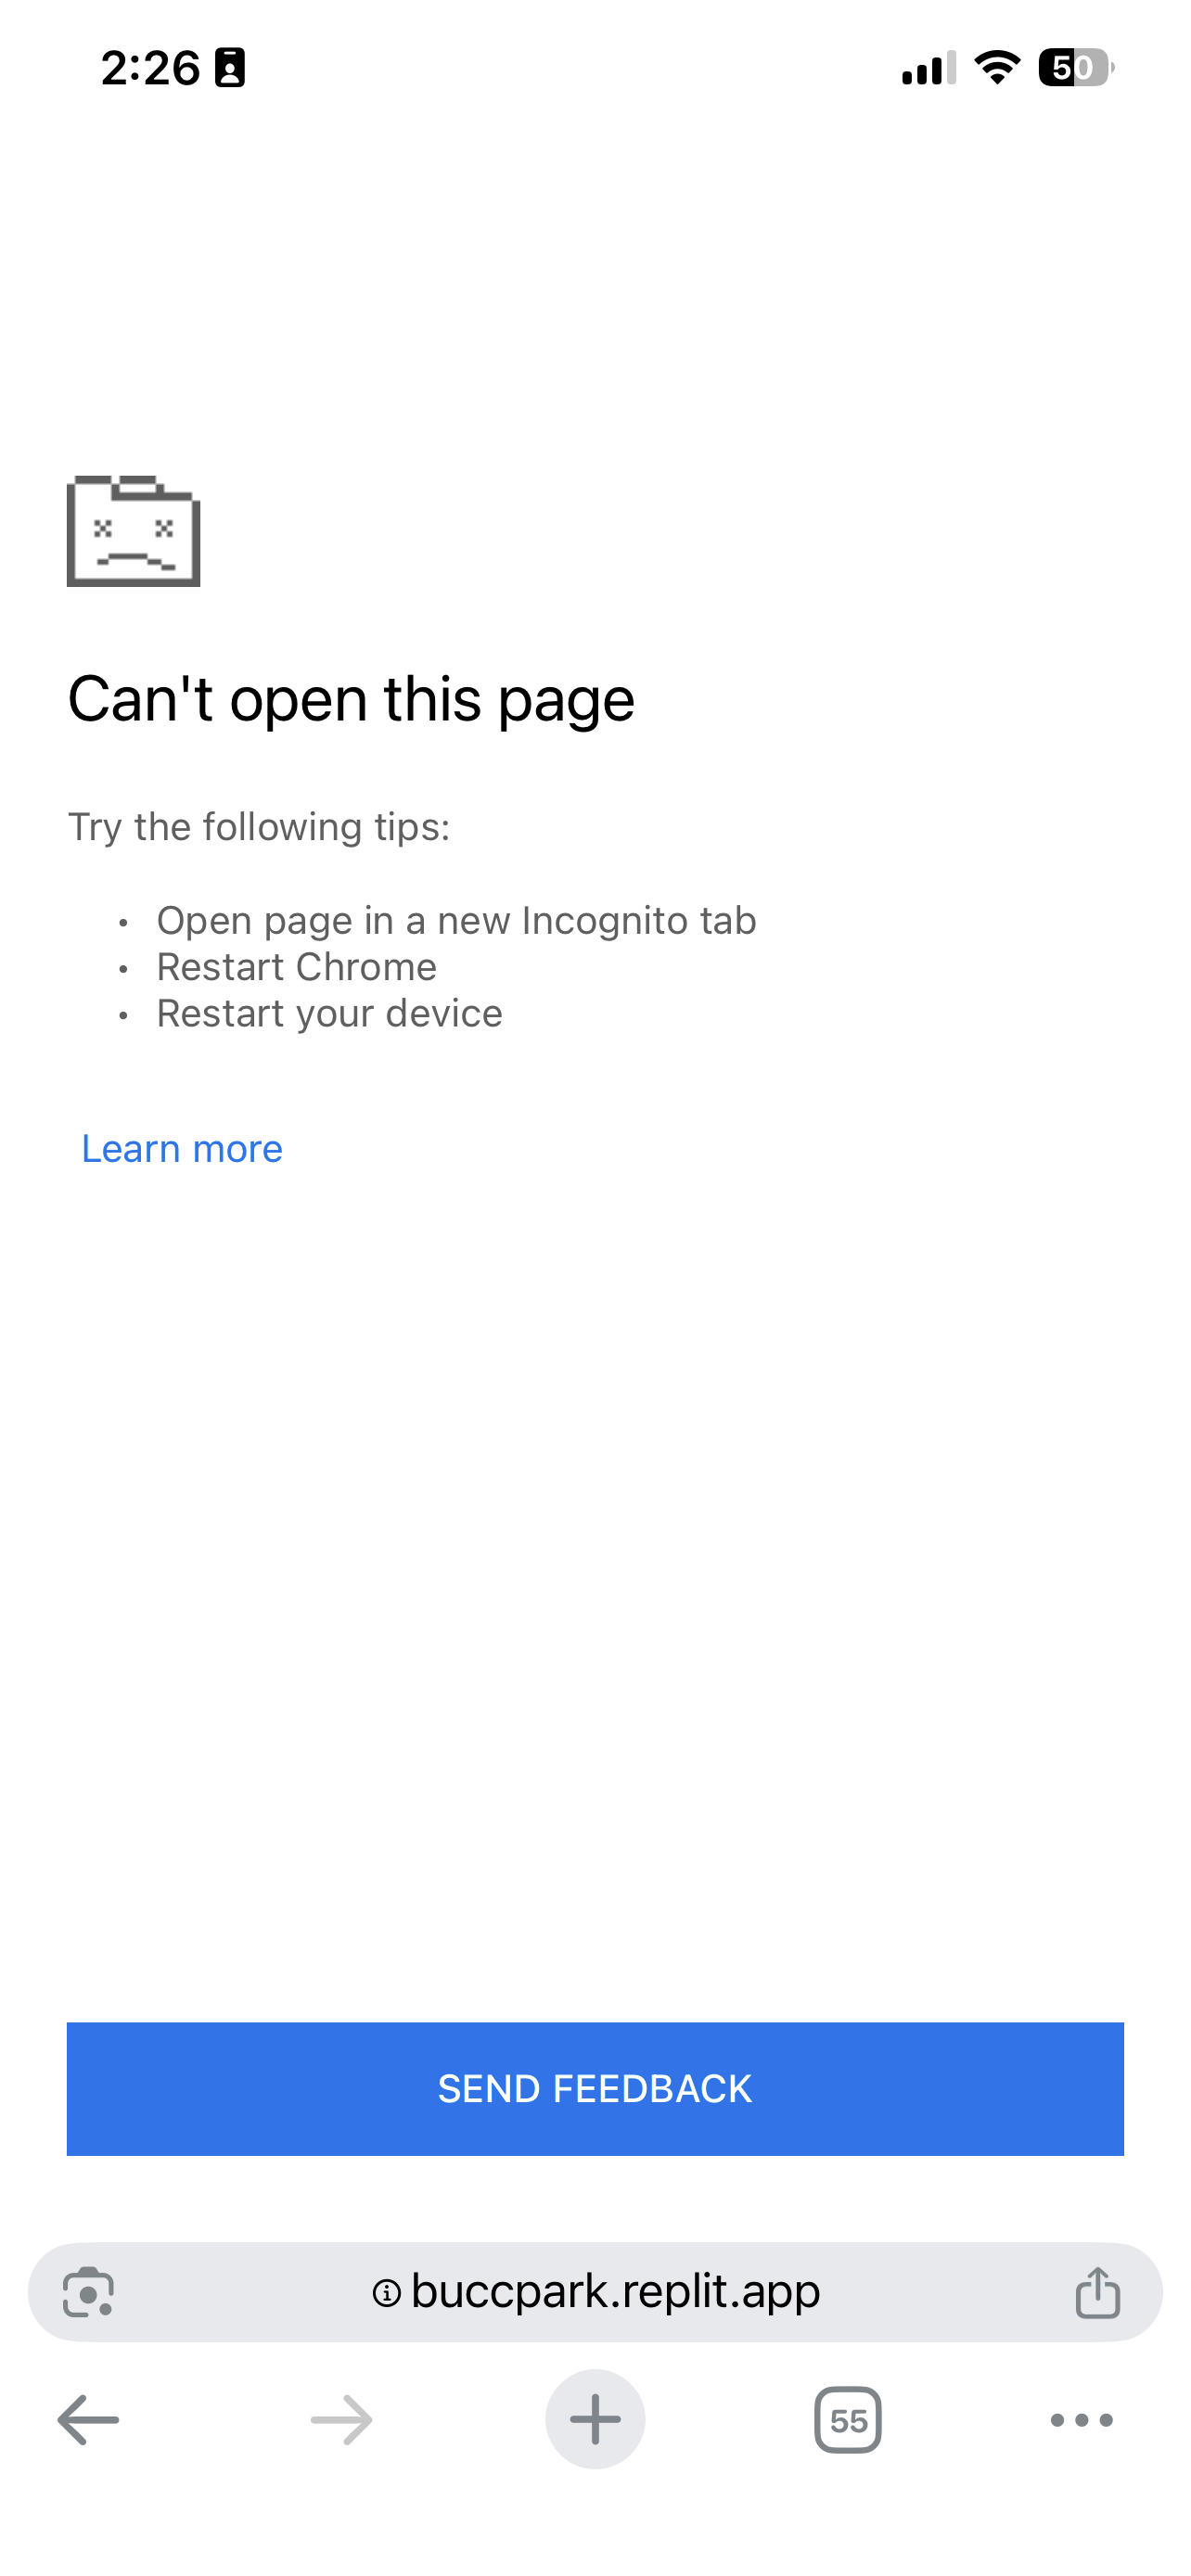 2:26
50
Can't open this page
Try the following tips:
• Open page in a new Incognito tab
• Restart Chrome
• Restart your device
Learn more
SEND FEEDBACK
buccpark.replit.app
55